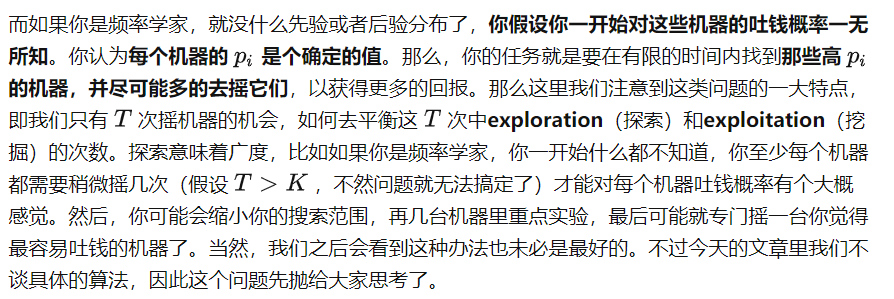 而如果你是频率学家，就没什么先验或者后验分布了，你假设你一开始对这些机器的吐钱概率一无
所知。你认为每个机器的 pᵢ 是个确定的值。那么，你的任务就是要在有限的时间内找到那些高 pᵢ
的机器，并尽可能多的去摇它们，以获得更多的回报。那么这里我们注意到这类问题的一大特点，
即我们只有 T 次摇机器的机会，如何去平衡这 T 次中exploration（探索）和exploitation（挖
掘）的次数。探索意味着广度，比如如果你是频率学家，你一开始什么都不知道，你至少每个机器
都需要稍微摇几次（假设 T > K ，不然问题就无法搞定了）才能对每个机器吐钱概率有个大概
感觉。然后，你可能会缩小你的搜索范围，再几台机器里重点实验，最后可能就专门摇一台你觉得
最容易吐钱的机器了。当然，我们之后会看到这种办法也未必是最好的。不过今天的文章里我们不
谈具体的算法，因此这个问题先抛给大家思考了。